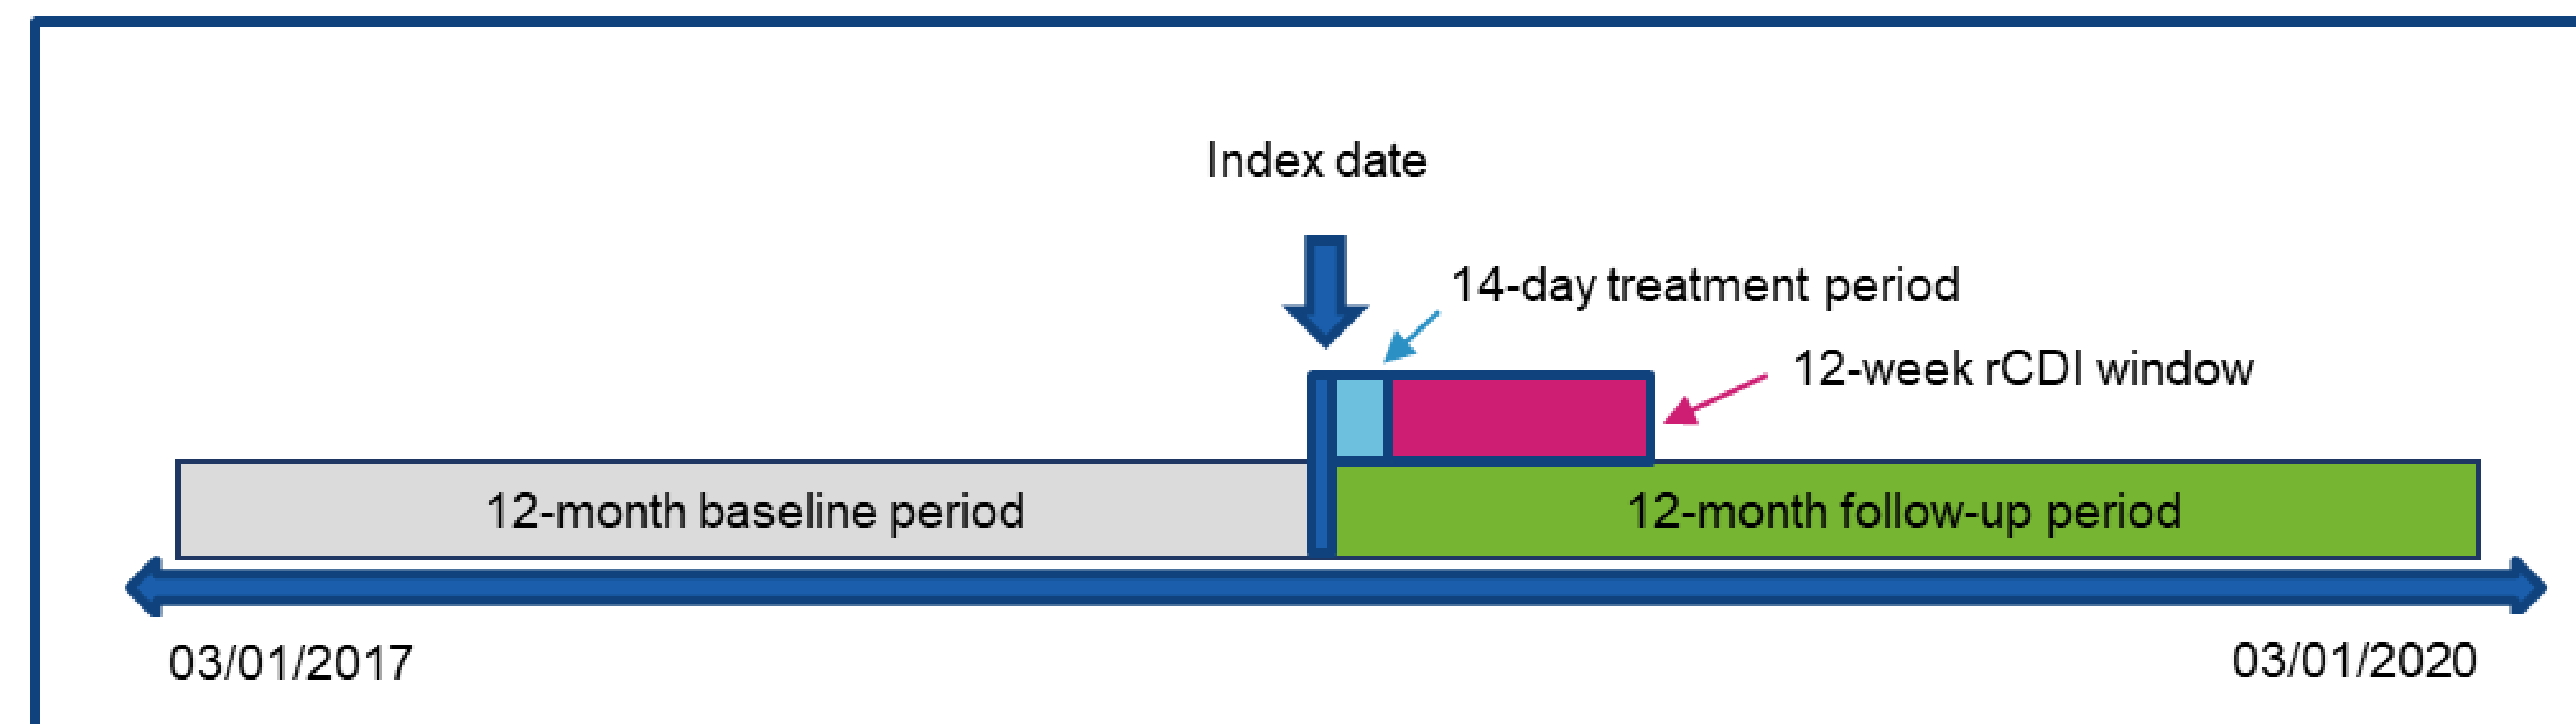 Index date
14-day treatment period
12-week rCDI window
12-month baseline period
12-month follow-up period
03/01/2017
03/01/2020